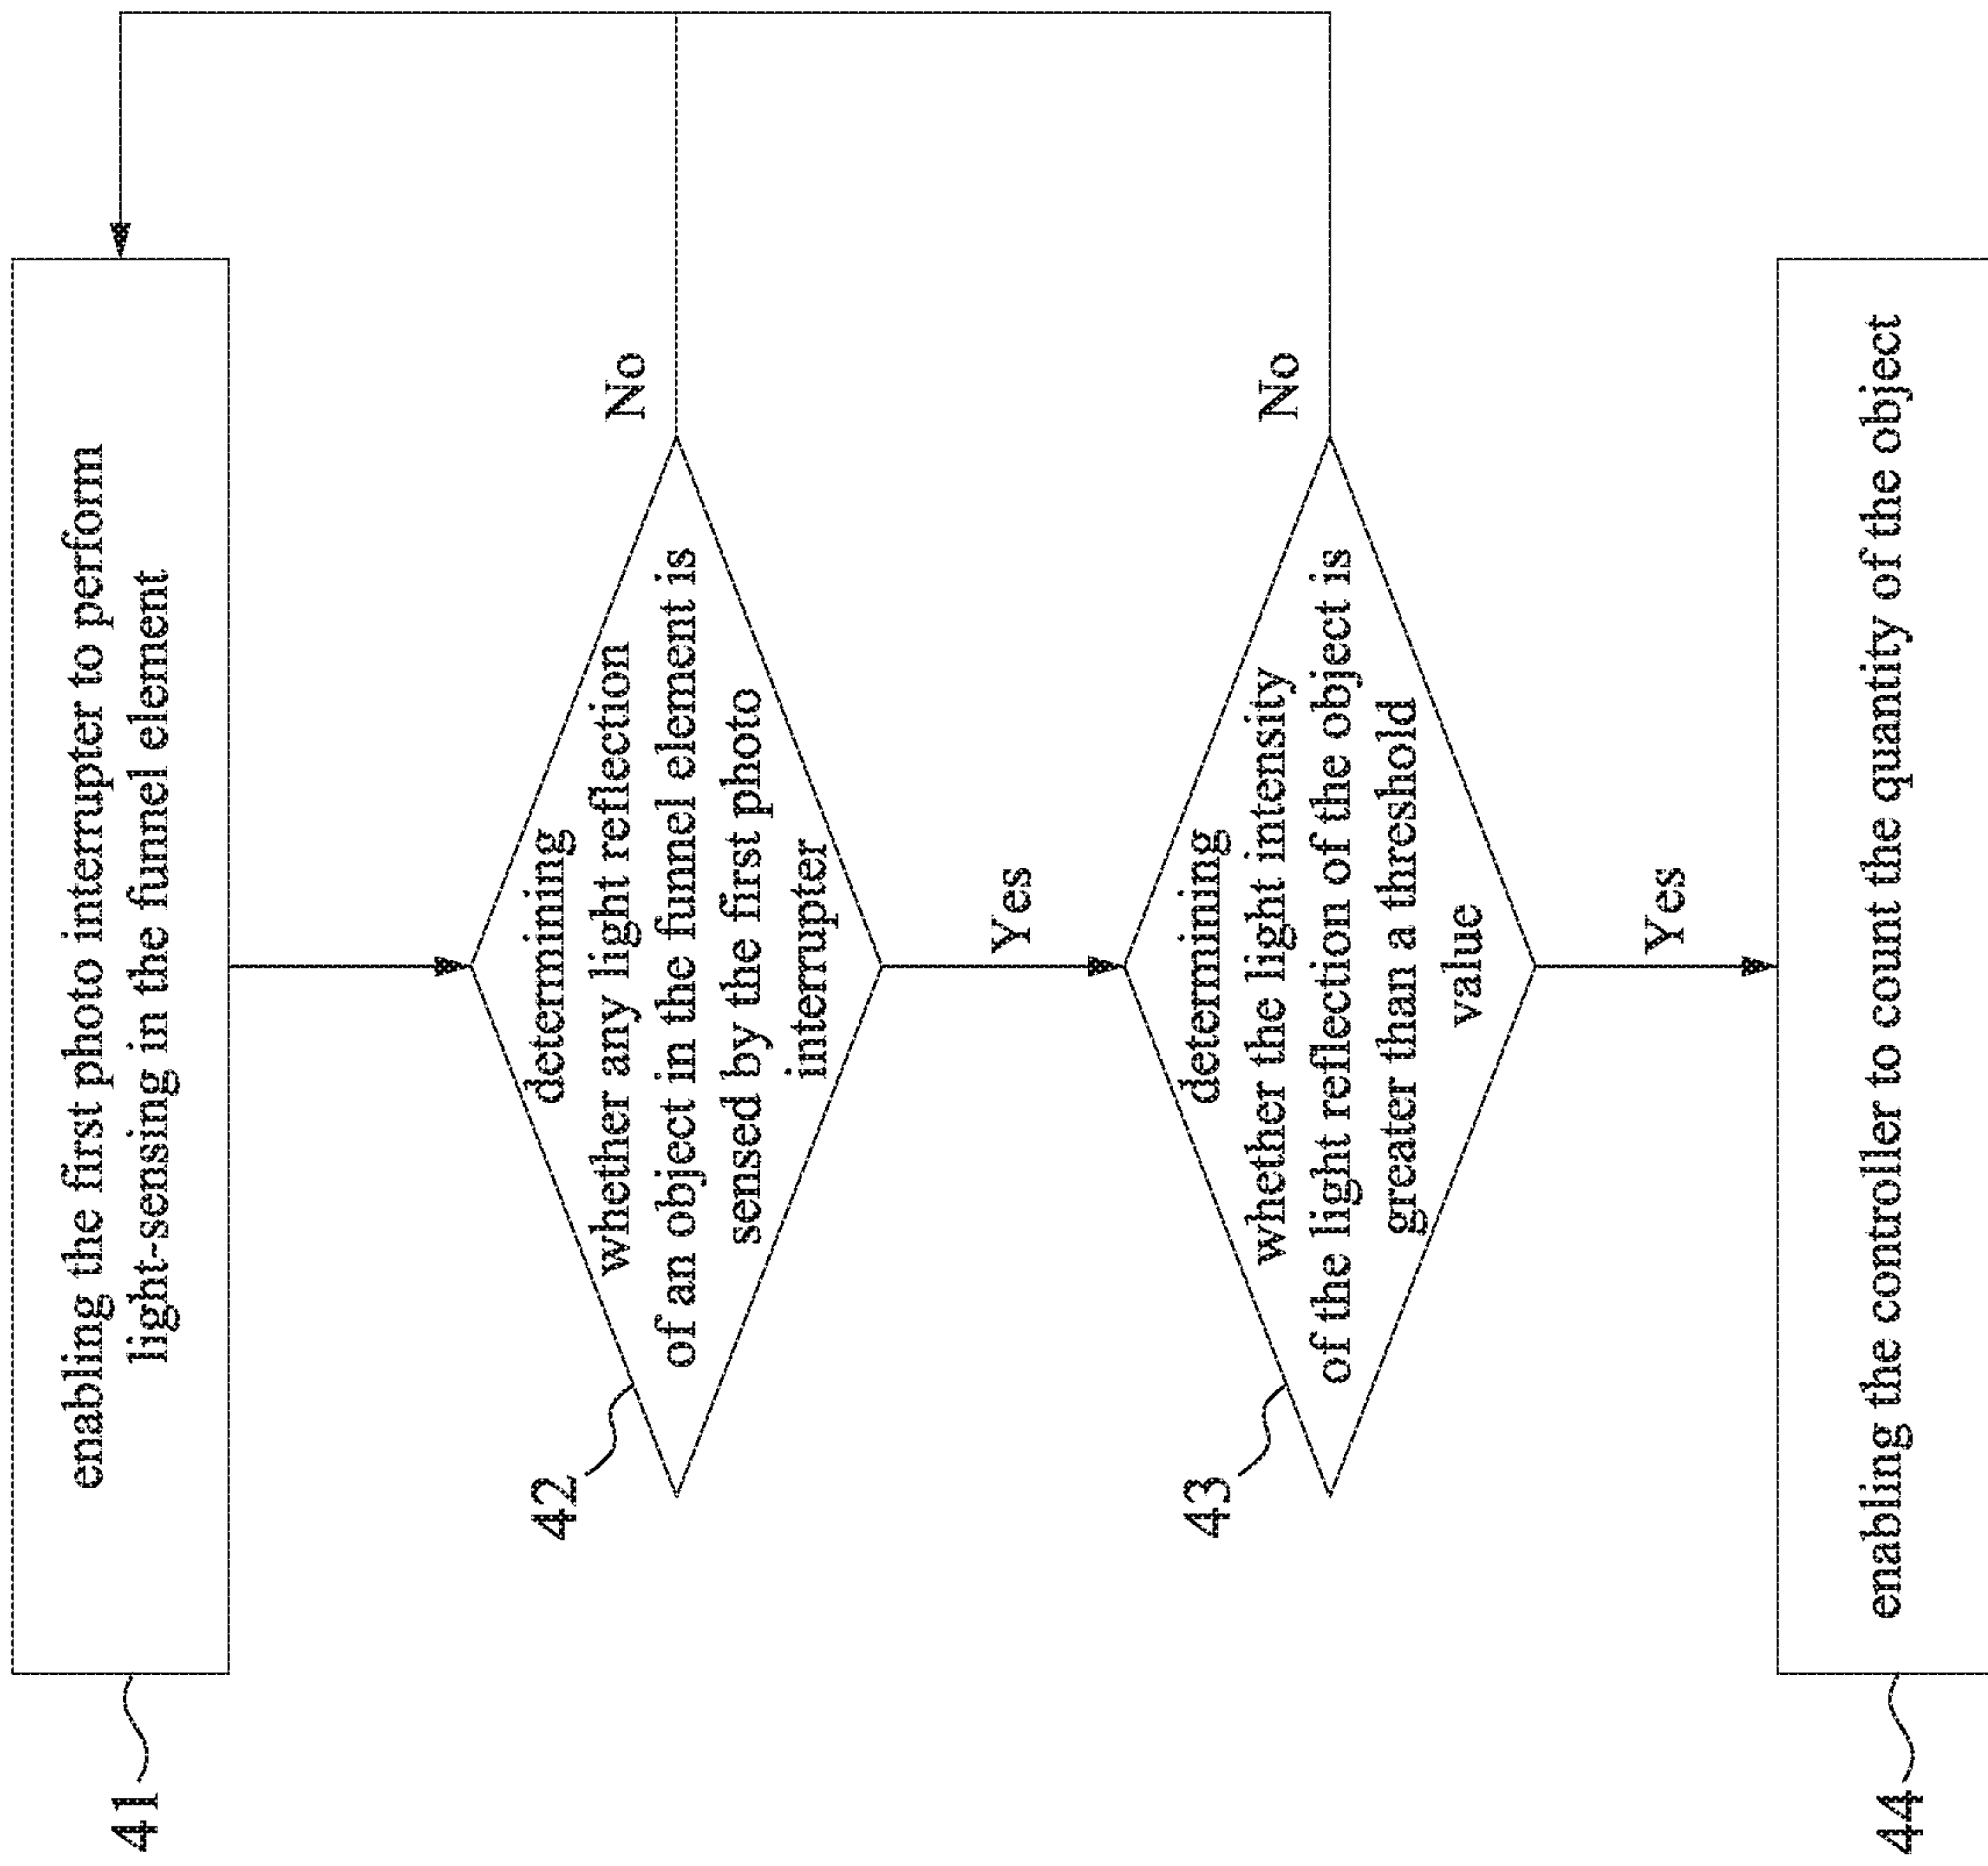 41
enabling the first photo interrupter to perform
light-sensing in the funnel element
42
determining
whether any light reflection
of an object in the funnel element is
sensed by the first photo
interrupter
No
Yes
43
determining
whether the light intensity
of the light reflection of the object is
greater than a threshold
value
No
Yes
44
enabling the controller to count the quantity of the object